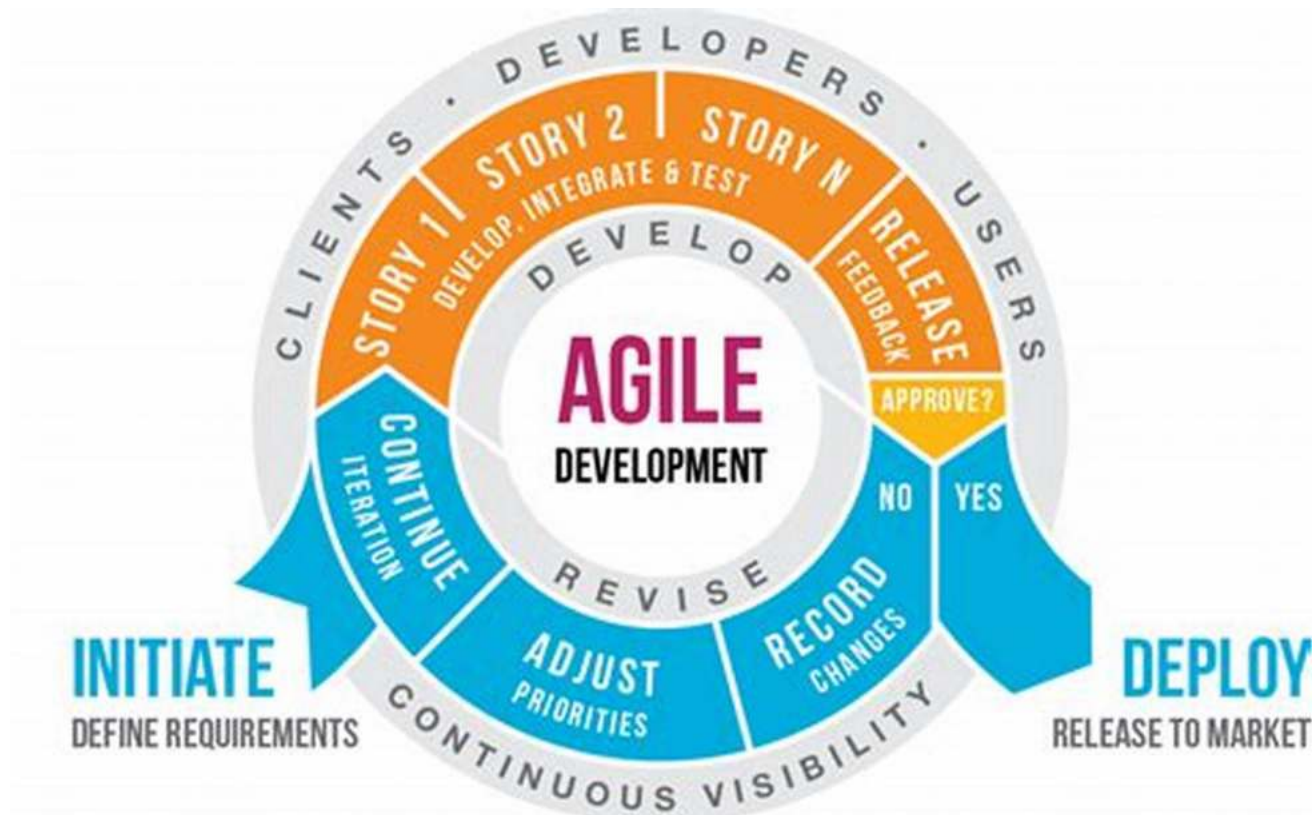 CLIENTS · DEVELOPERS · USERS
STORY 1
STORY 2
STORY N
DEVELOP, INTEGRATE & TEST
RELEASE
FEEDBACK
DEVELOP
APPROVE?
AGILE
DEVELOPMENT
NO
YES
CONTINUE
ITERATION
REVISE
RECORD
CHANGES
ADJUST
PRIORITIES
INITIATE
DEFINE REQUIREMENTS
DEPLOY
RELEASE TO MARKET
CONTINUOUS VISIBILITY